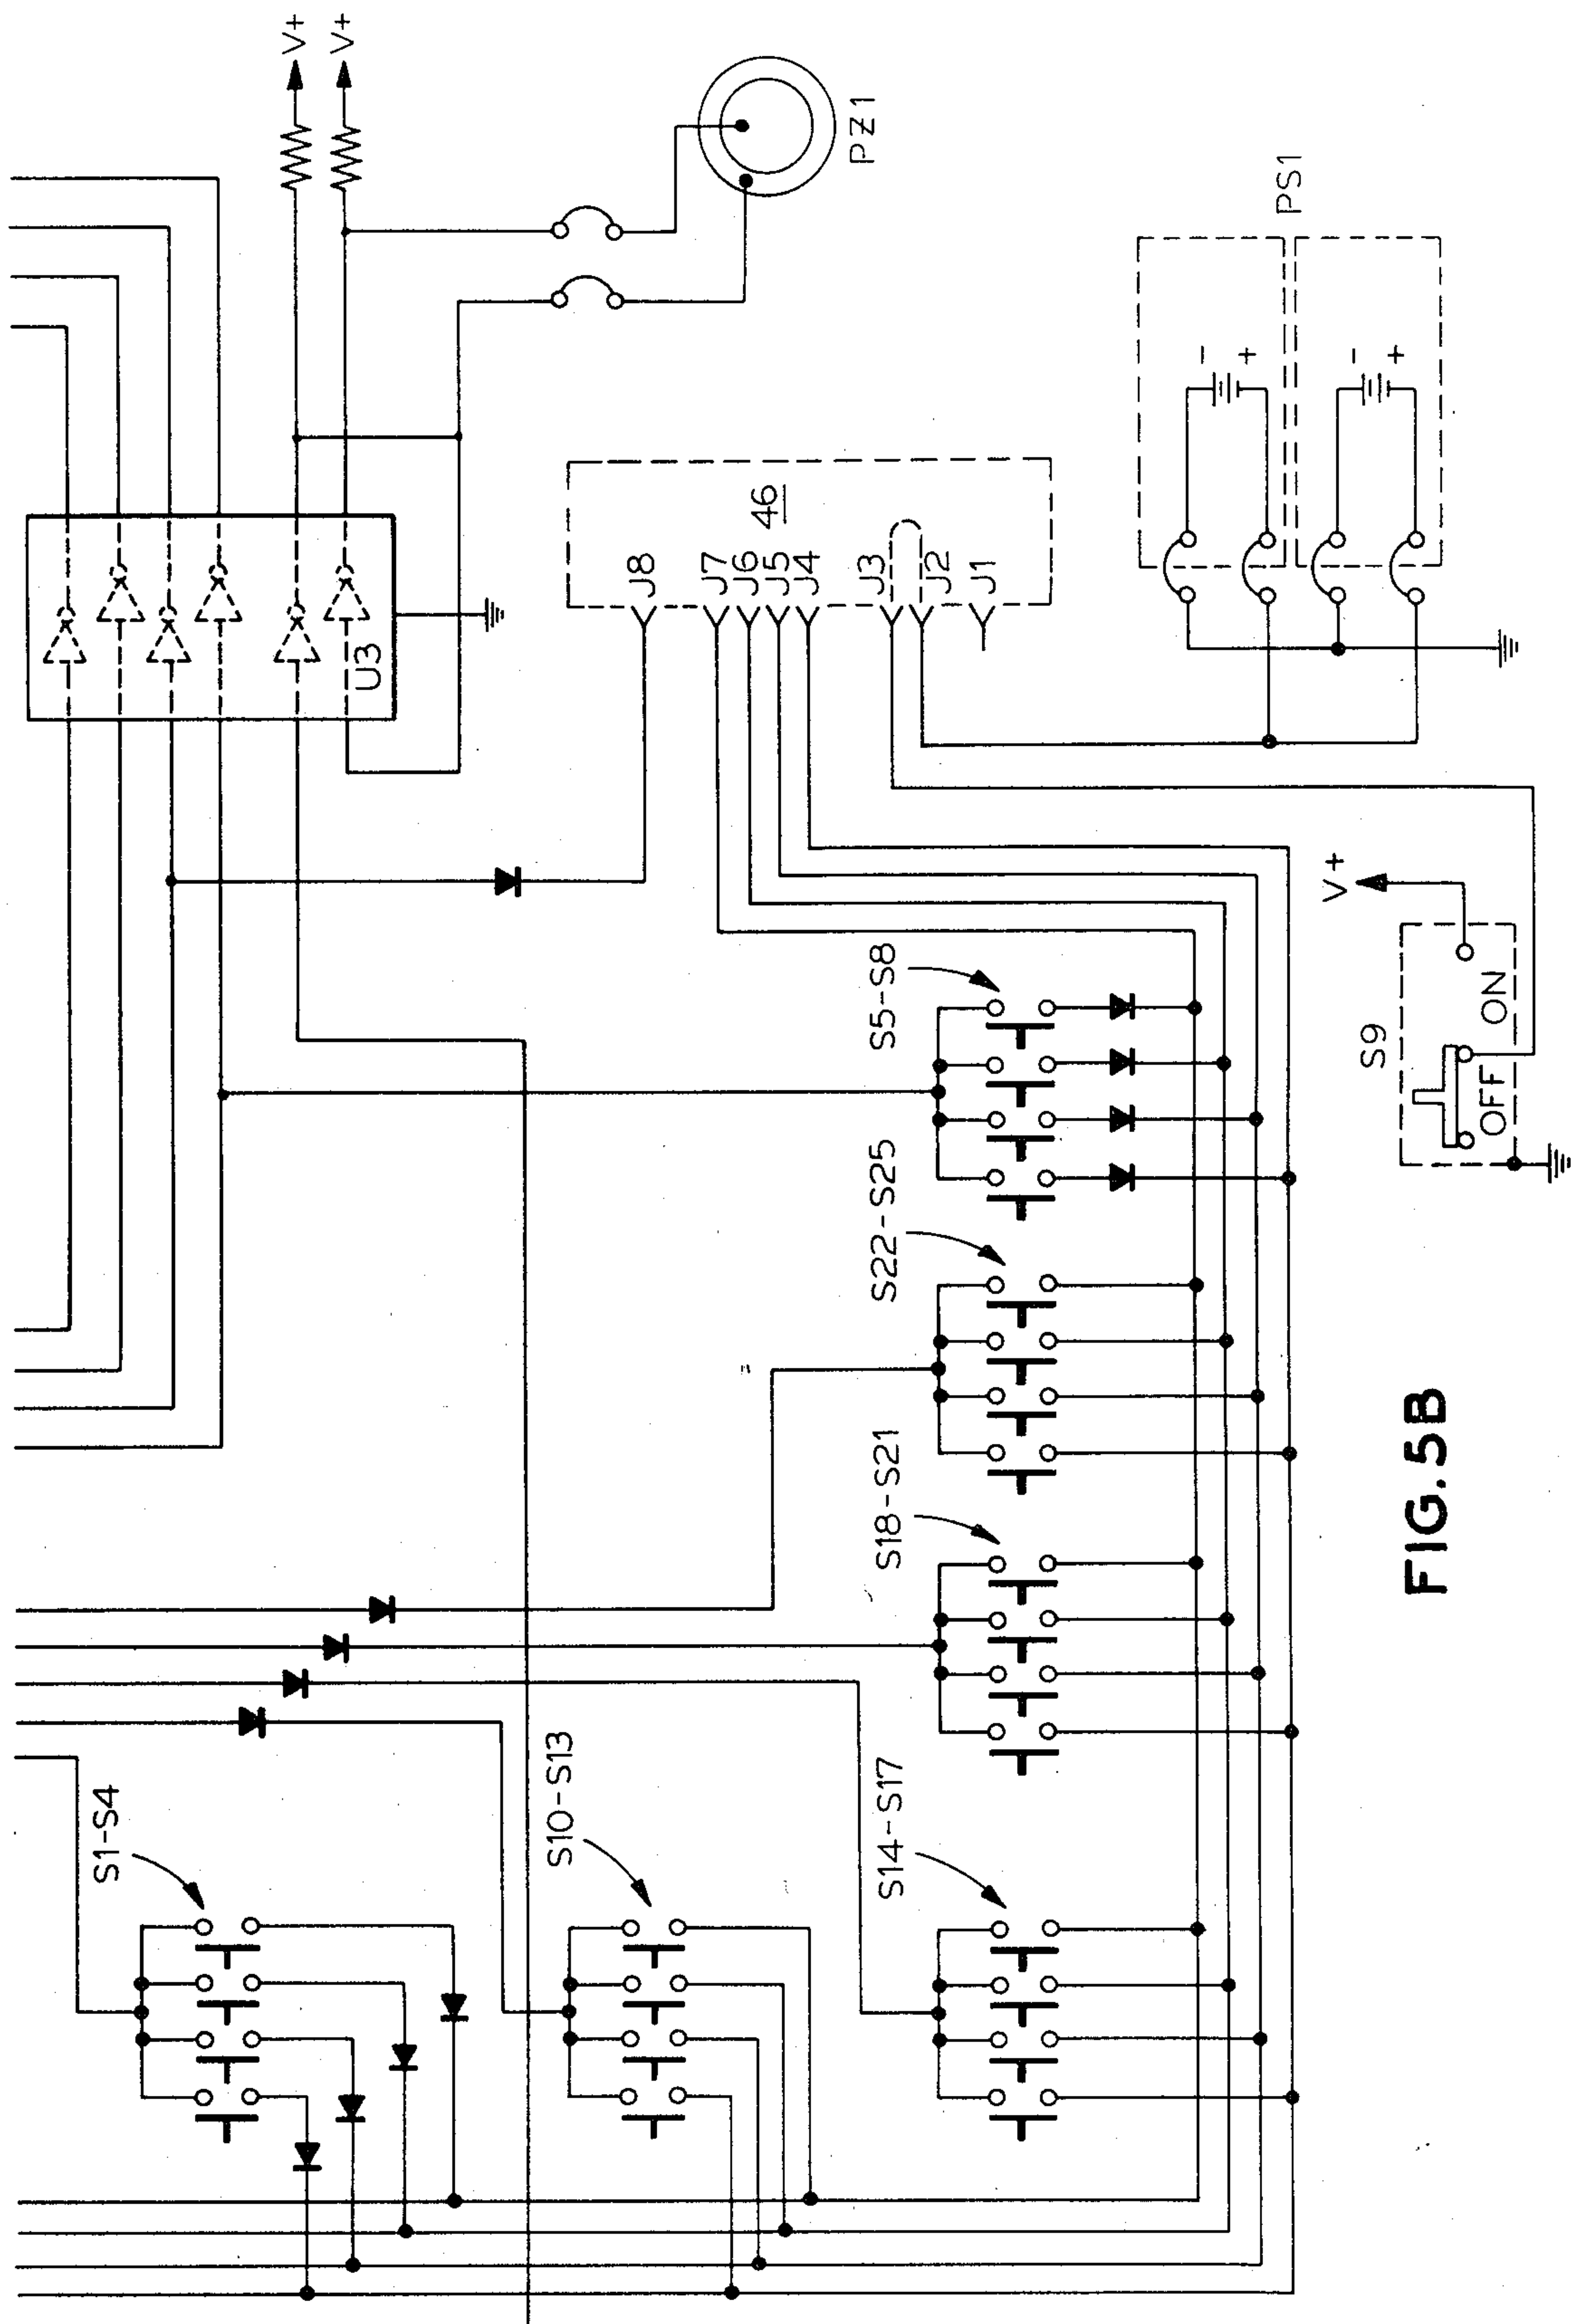 V+
V+
PZ1
PS1
U3
46
J8
J7
J6
J5
J4
J3
J2
J1
-
+
-
+
V+
S9
OFF ON
S5-S8
S22-S25
S18-S21
S14-S17
S10-S13
S1-S4
FIG.5B